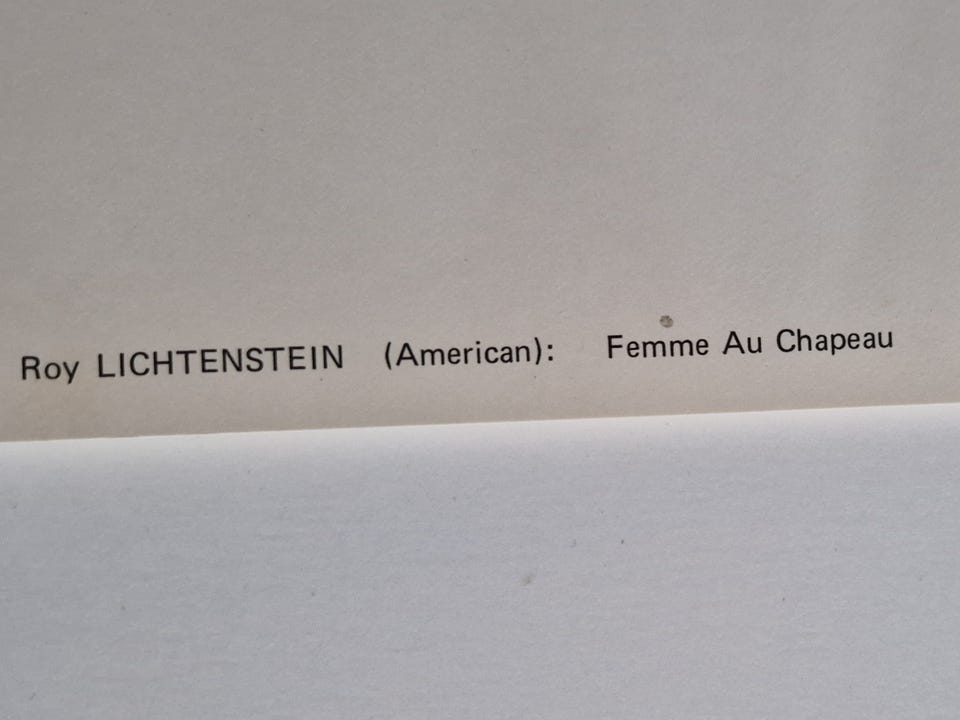 Roy LICHTENSTEIN (American): Femme Au Chapeau